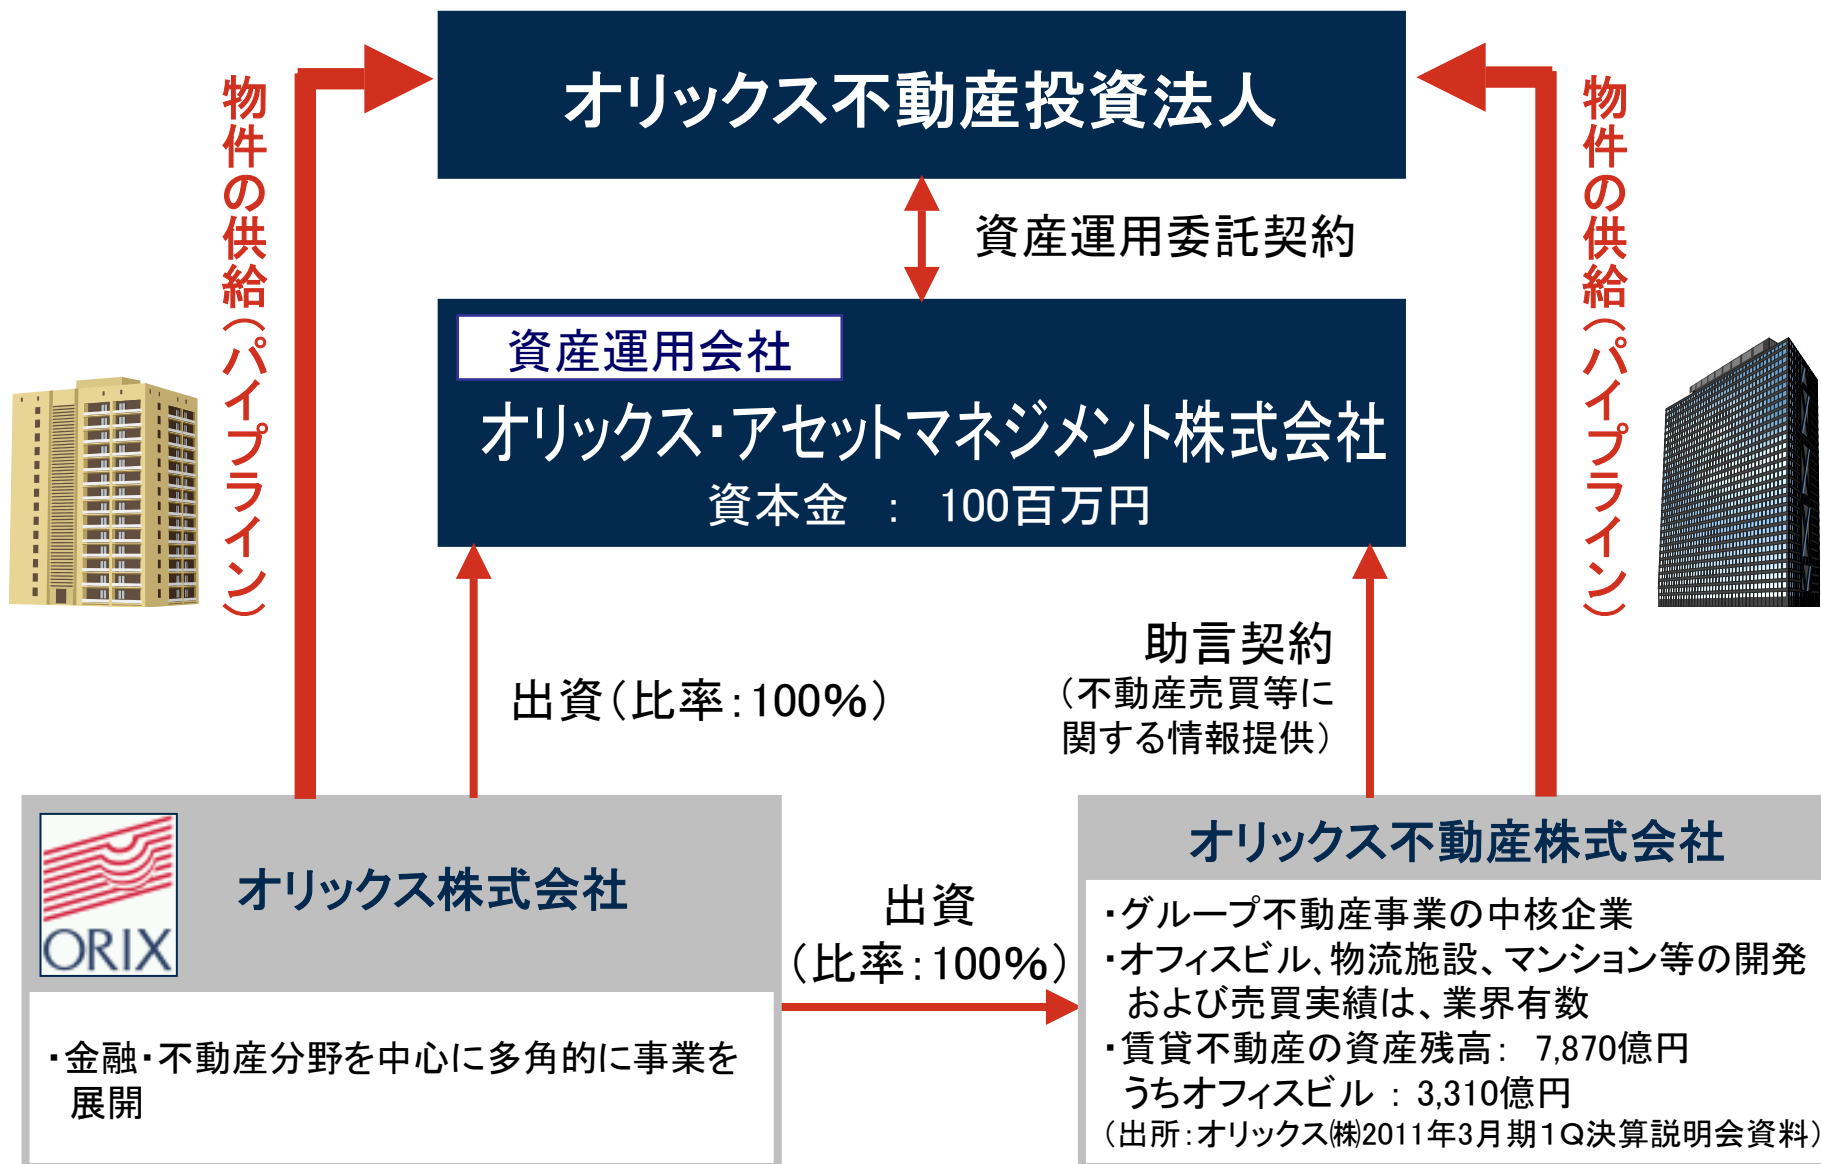 オリックス不動産投資法人
物件の供給（パイプライン）
物件の供給（パイプライン）
資産運用委託契約
資産運用会社
オリックス・アセットマネジメント株式会社
資本金 ： 100百万円
出資（比率：100％）
助言契約
（不動産売買等に
関する情報提供）
ORIX
オリックス株式会社
・金融・不動産分野を中心に多角的に事業を
展開
出資
（比率：100％）
オリックス不動産株式会社
・グループ不動産事業の中核企業
・オフィスビル、物流施設、マンション等の開発
および売買実績は、業界有数
・賃貸不動産の資産残高： 7,870億円
うちオフィスビル ： 3,310億円
（出所：オリックス㈱2011年3月期1Q決算説明会資料）